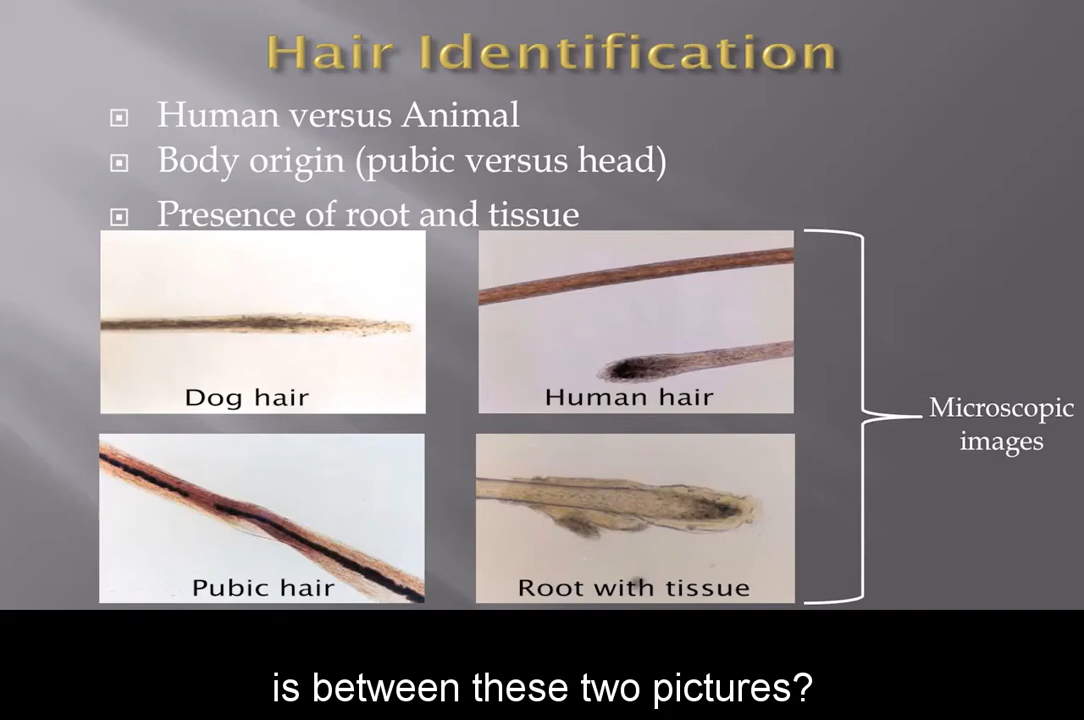 Hair Identification
Human versus Animal
Body origin (pubic versus head)
Presence of root and tissue
Dog hair
Human hair
Microscopic
images
Pubic hair
Root with tissue
is between these two pictures?